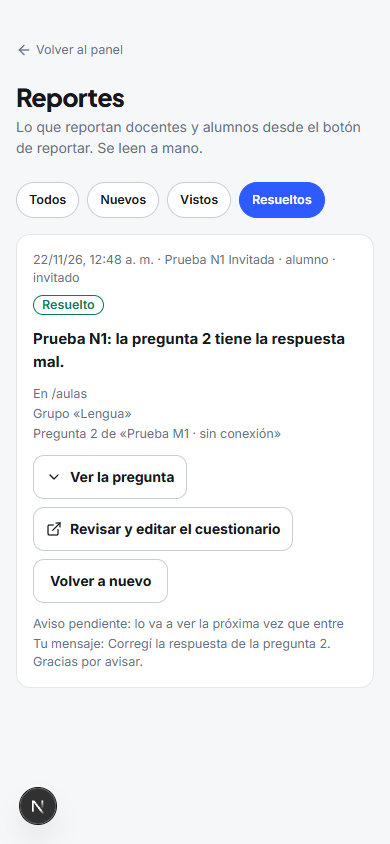 Volver al panel
Reportes
Lo que reportan docentes y alumnos desde el botón
de reportar. Se leen a mano.
Todos
Nuevos
Vistos
Resueltos
22/11/26, 12:48 a. m. · Prueba N1 Invitada · alumno ·
invitado
Resuelto
Prueba N1: la pregunta 2 tiene la respuesta
mal.
En /aulas
Grupo «Lengua»
Pregunta 2 de «Prueba M1 · sin conexión»
Ver la pregunta
Revisar y editar el cuestionario
Volver a nuevo
Aviso pendiente: lo va a ver la próxima vez que entre
Tu mensaje: Corregí la respuesta de la pregunta 2.
Gracias por avisar.
N